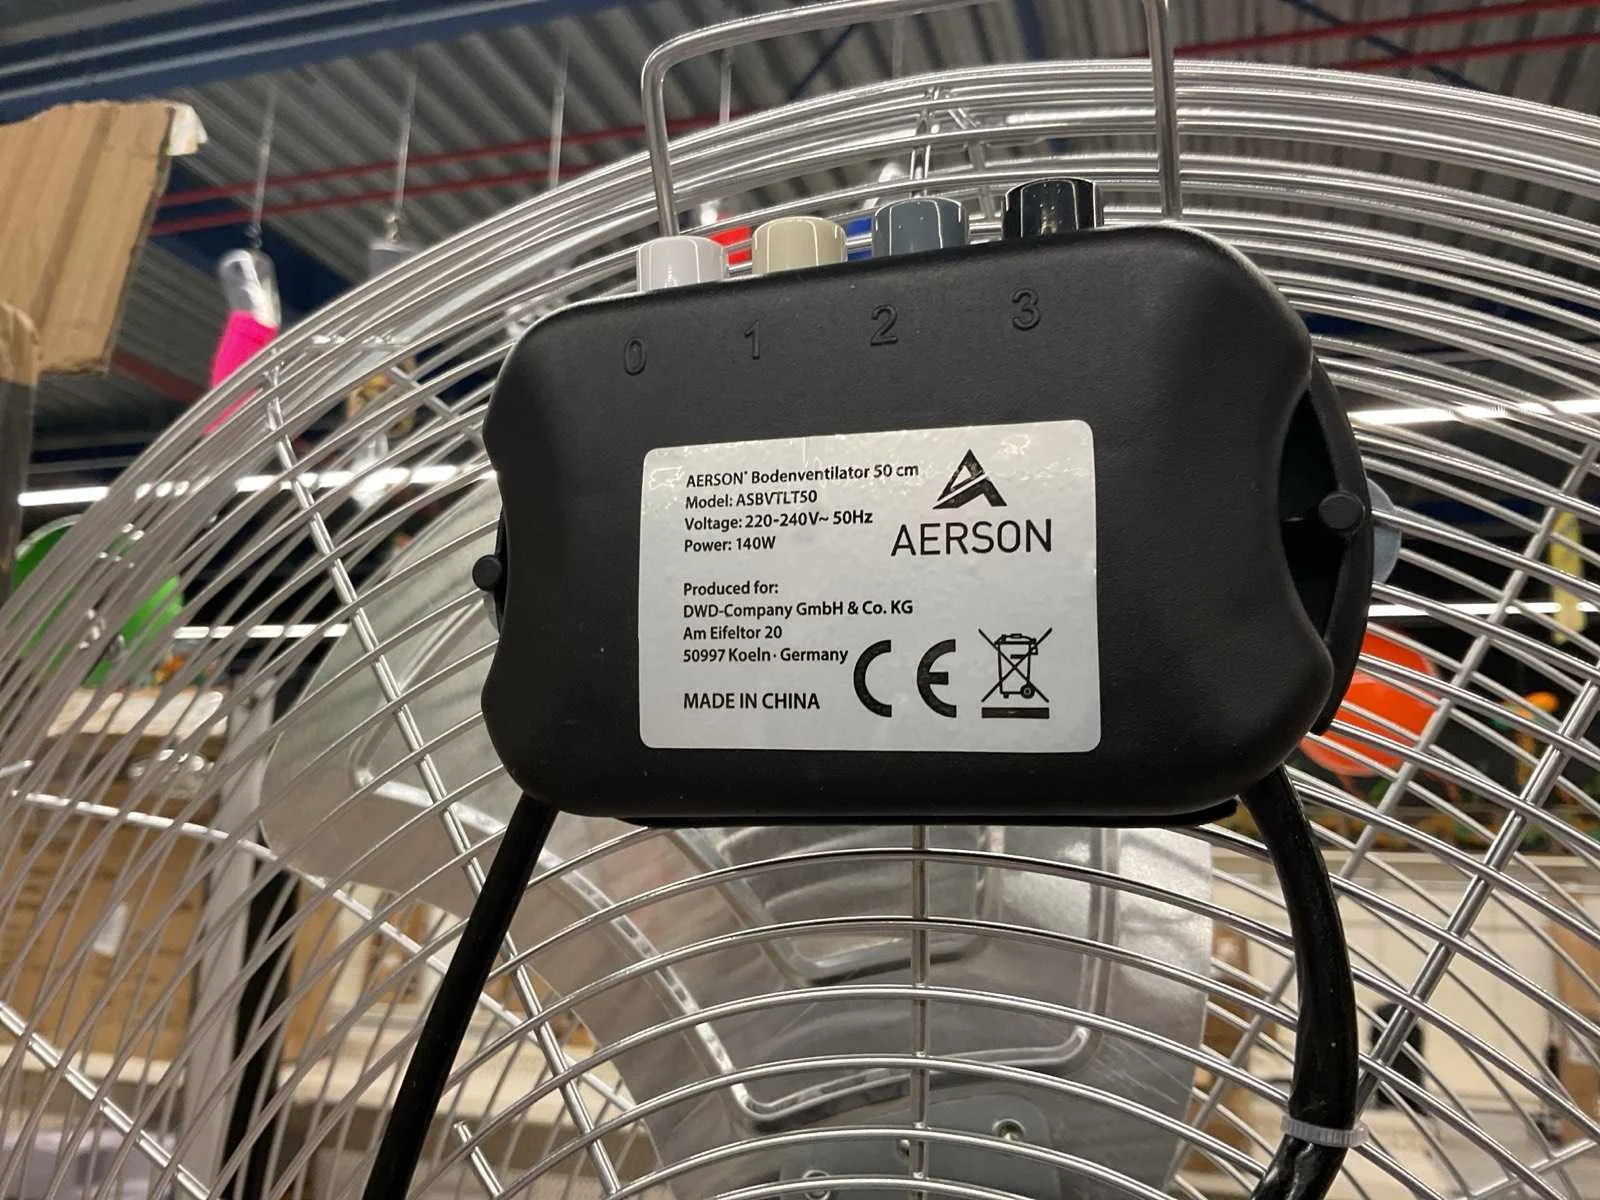 0 1 2 3
AERSON® Bodenventilator 50 cm
Model: ASBVTLT50
Voltage: 220-240V~ 50Hz
Power: 140W
AERSON
Produced for:
DWD-Company GmbH & Co. KG
Am Eifeltor 20
50997 Koeln · Germany
MADE IN CHINA
CE